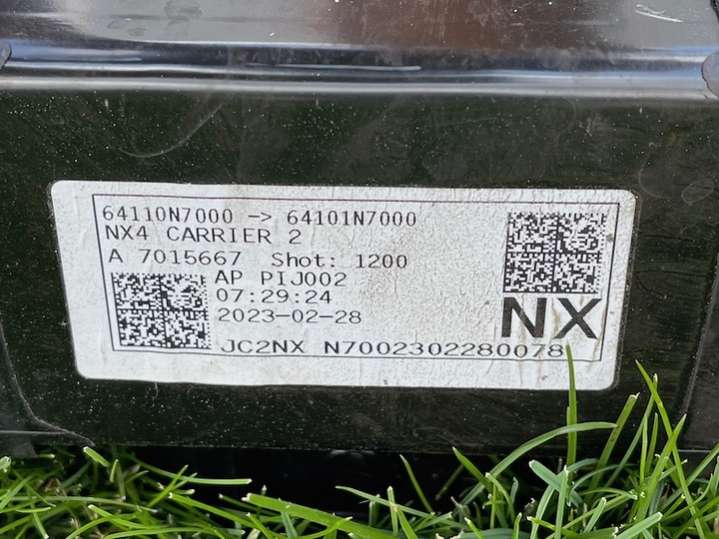 64110N7000 -> 64101N7000
NX4 CARRIER 2
A 7015667 Shot: 1200
AP PIJ002
07:29:24
2023-02-28
NX
JC2NX N7002302280078